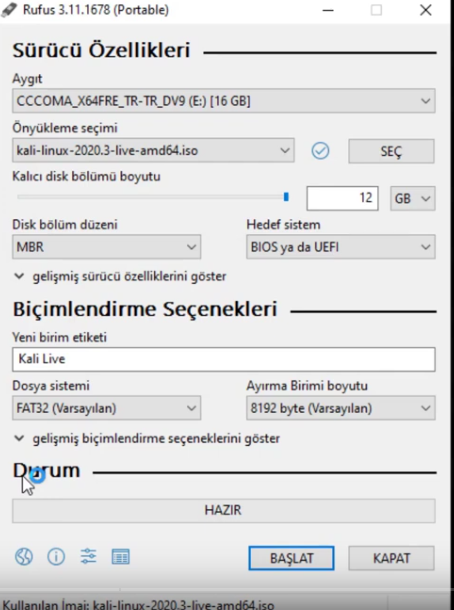 Rufus 3.11.1678 (Portable)
Sürücü Özellikleri
Aygıt
CCCOMA_X64FRE_TR-TR_DV9 (E:) [16 GB]
Önyükleme seçimi
kali-linux-2020.3-live-amd64.iso
SEÇ
Kalıcı disk bölümü boyutu
12
GB
Disk bölüm düzeni
Hedef sistem
MBR
BIOS ya da UEFI
gelişmiş sürücü özelliklerini göster
Biçimlendirme Seçenekleri
Yeni birim etiketi
Kali Live
Dosya sistemi
Ayırma Birimi boyutu
FAT32 (Varsayılan)
8192 byte (Varsayılan)
gelişmiş biçimlendirme seçeneklerini göster
Durum
HAZIR
BAŞLAT
KAPAT
Kullanılan İmaj: kali-linux-2020.3-live-amd64.iso